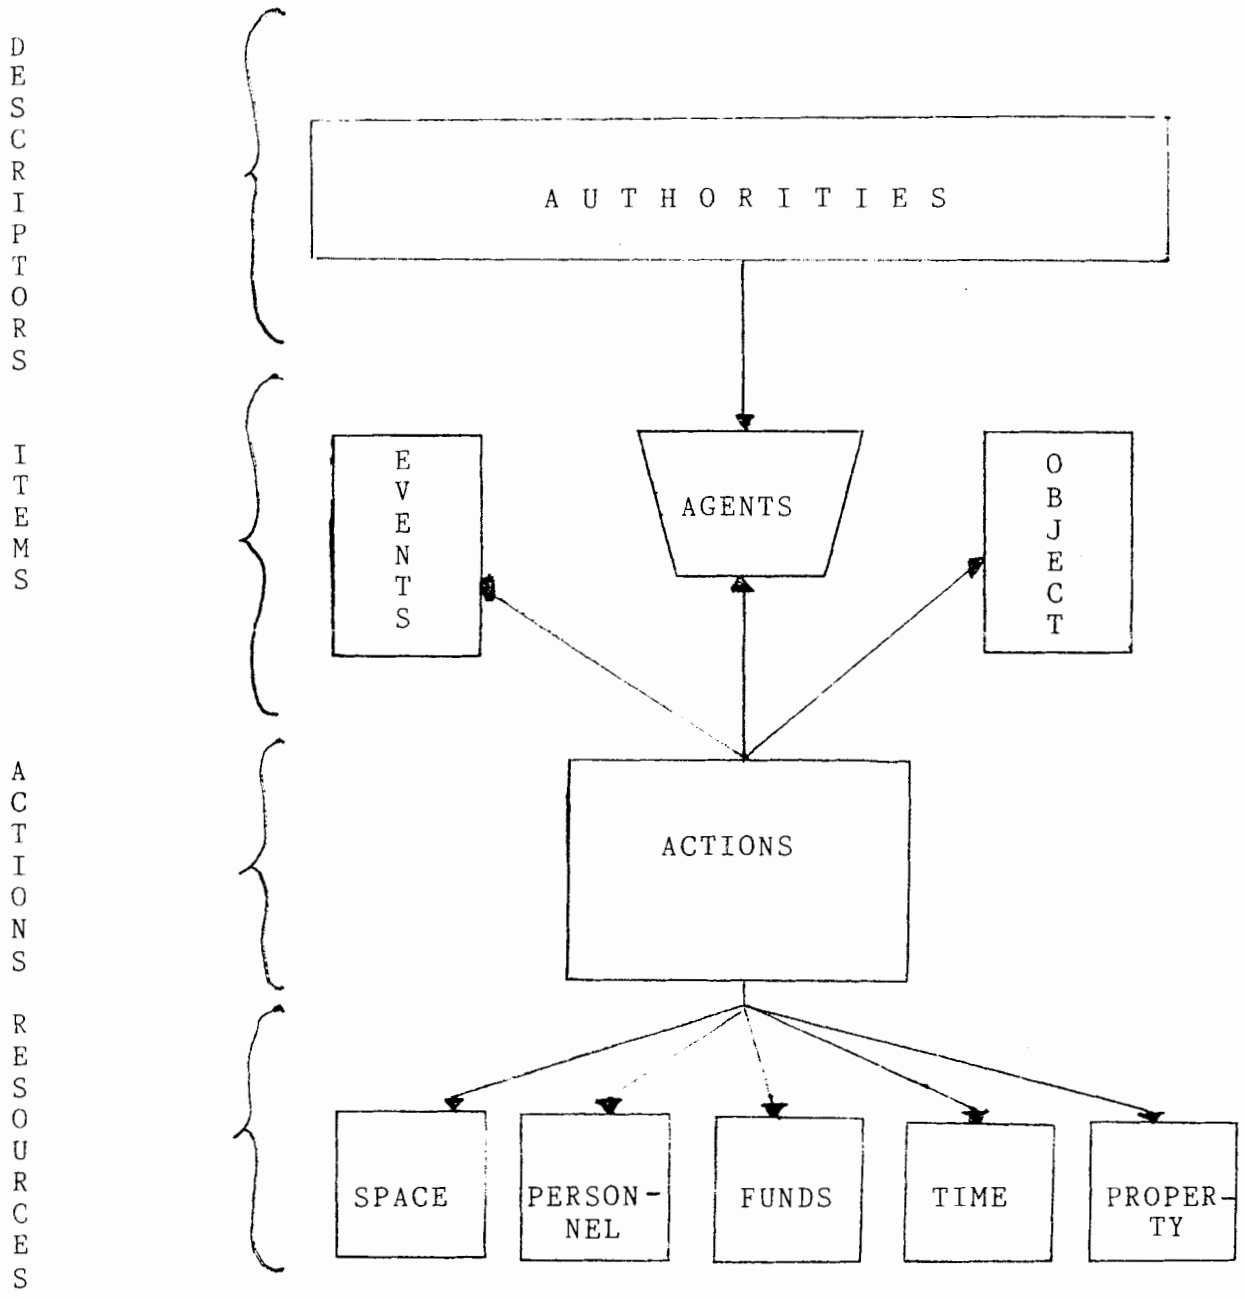 DESCRIPTORS
AUTHORITIES
ITEMS
EVENTS
AGENTS
OBJECT
ACTIONS
ACTIONS
RESOURCES
SPACE
PERSON-
NEL
FUNDS
TIME
PROPER-
TY